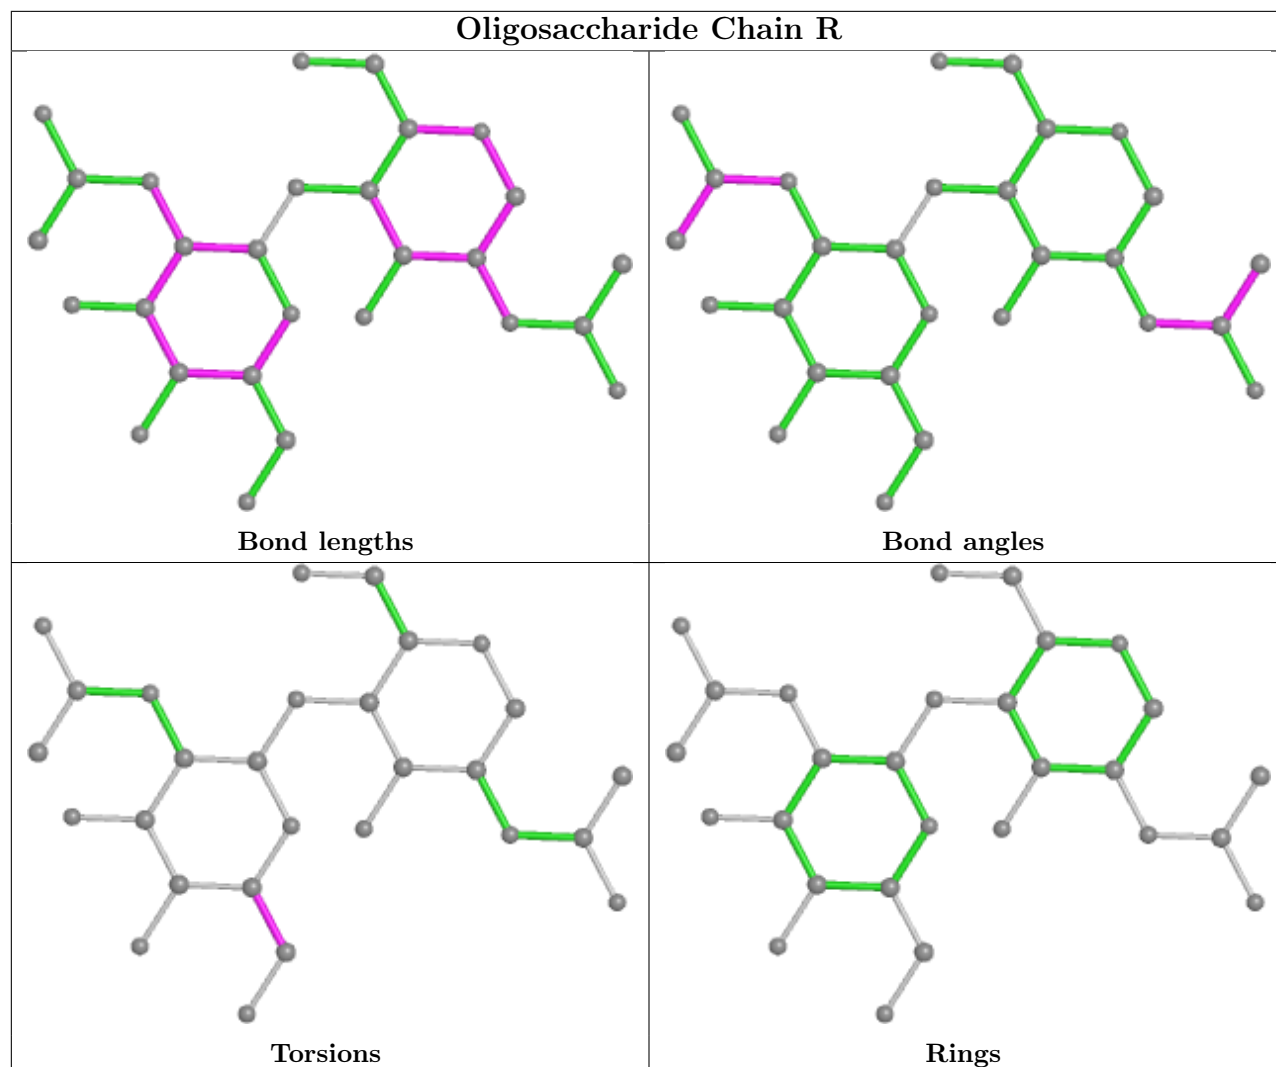 Oligosaccharide Chain R
Bond lengths
Bond angles
Torsions
Rings